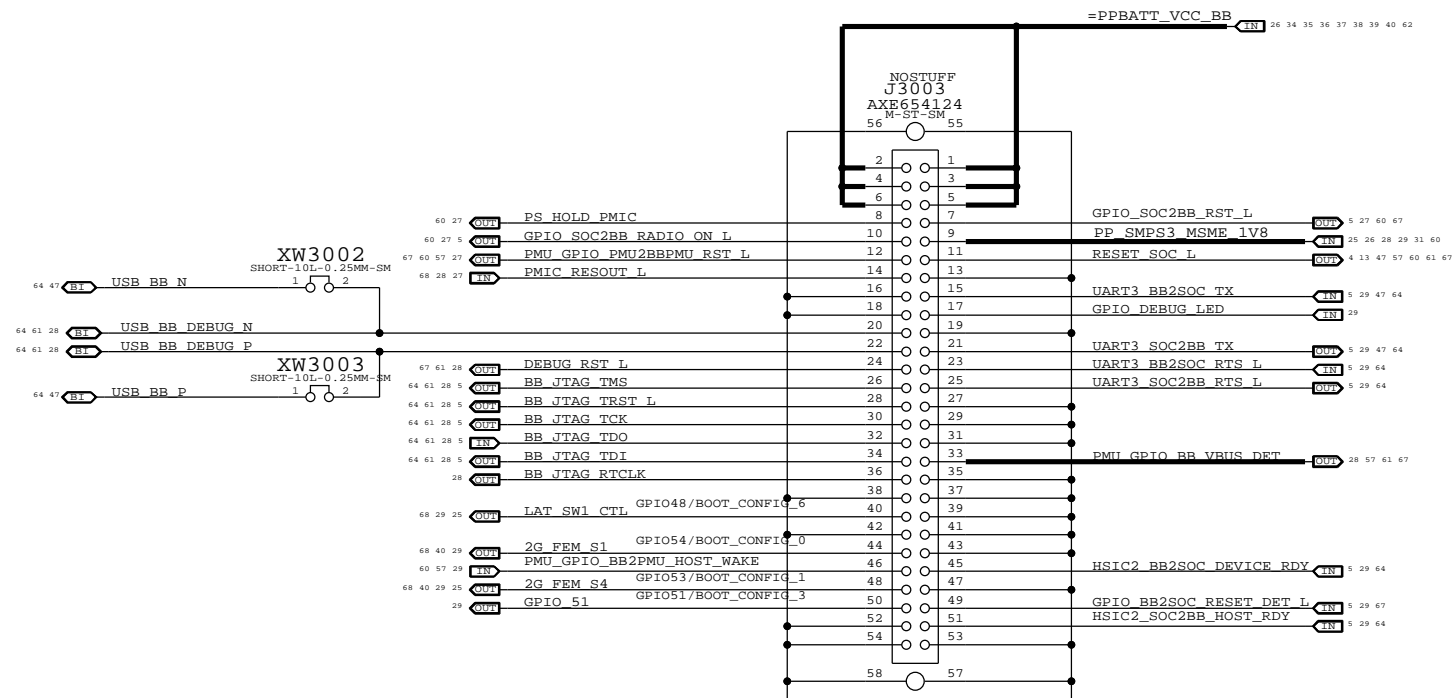 =PPBATT_VCC_BB
IN 26 34 35 36 37 38 39 40 62
NOSTUFF
J3003
AXE654124
M-ST-SM
56 55
2 1
4 3
6 5
60 27 OUT PS_HOLD_PMIC 8 7 GPIO_SOC2BB_RST_L OUT 5 27 60 67
60 27 5 OUT GPIO_SOC2BB_RADIO_ON_L 10 9 PP_SMPS3_MSME_1V8 IN 25 26 28 29 31 60
67 60 57 27 OUT PMU_GPIO_PMU2BBPMU_RST_L 12 11 RESET_SOC_L OUT 4 13 47 57 60 61 67
68 28 27 IN PMIC_RESOUT_L 14 13
XW3002
SHORT-10L-0.25MM-SM
64 47 BI USB_BB_N 1 2
16 15 UART3_BB2SOC_TX IN 5 29 47 64
18 17 GPIO_DEBUG_LED IN 29
64 61 28 BI USB_BB_DEBUG_N 20 19
64 61 28 BI USB_BB_DEBUG_P 22 21 UART3_SOC2BB_TX OUT 5 29 47 64
XW3003
SHORT-10L-0.25MM-SM
64 47 BI USB_BB_P 1 2
67 61 28 OUT DEBUG_RST_L 24 23 UART3_BB2SOC_RTS_L IN 5 29 64
64 61 28 5 OUT BB_JTAG_TMS 26 25 UART3_SOC2BB_RTS_L OUT 5 29 64
64 61 28 5 OUT BB_JTAG_TRST_L 28 27
64 61 28 5 OUT BB_JTAG_TCK 30 29
64 61 28 5 IN BB_JTAG_TDO 32 31
64 61 28 5 OUT BB_JTAG_TDI 34 33 PMU_GPIO_BB_VBUS_DET OUT 28 57 61 67
28 OUT BB_JTAG_RTCLK 36 35
38 37
68 29 25 OUT LAT_SW1_CTL GPIO48/BOOT_CONFIG_6 40 39
42 41
68 40 29 OUT 2G_FEM_S1 GPIO54/BOOT_CONFIG_0 44 43
60 57 29 IN PMU_GPIO_BB2PMU_HOST_WAKE 46 45 HSIC2_BB2SOC_DEVICE_RDY IN 5 29 64
68 40 29 25 OUT 2G_FEM_S4 GPIO53/BOOT_CONFIG_1 48 47
29 OUT GPIO_51 GPIO51/BOOT_CONFIG_3 50 49 GPIO_BB2SOC_RESET_DET_L IN 5 29 67
52 51 HSIC2_SOC2BB_HOST_RDY IN 5 29 64
54 53
58 57